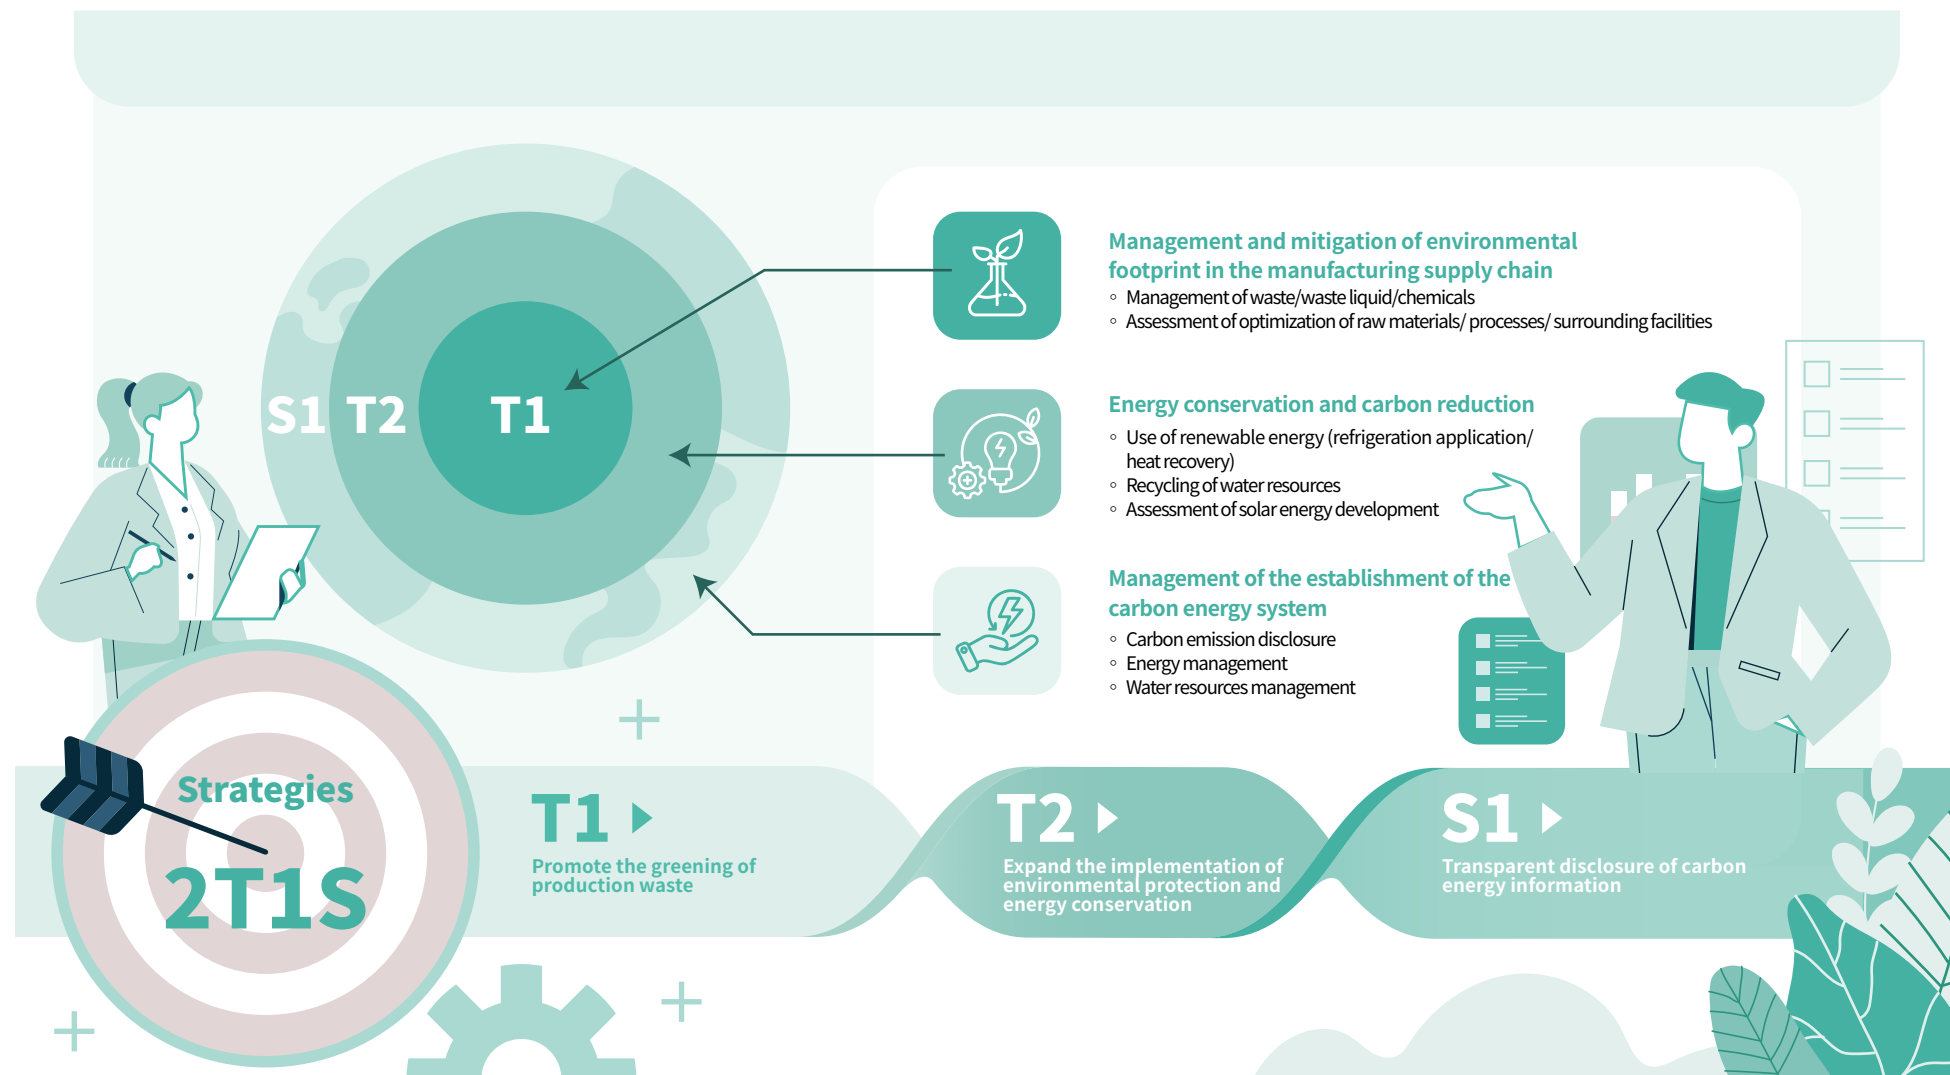 S1 T2 T1
Management and mitigation of environmental
footprint in the manufacturing supply chain
◦ Management of waste/waste liquid/chemicals
◦ Assessment of optimization of raw materials/ processes/ surrounding facilities
Energy conservation and carbon reduction
◦ Use of renewable energy (refrigeration application/
heat recovery)
◦ Recycling of water resources
◦ Assessment of solar energy development
Management of the establishment of the
carbon energy system
◦ Carbon emission disclosure
◦ Energy management
◦ Water resources management
Strategies
2T1S
T1
Promote the greening of
production waste
T2
Expand the implementation of
environmental protection and
energy conservation
S1
Transparent disclosure of carbon
energy information